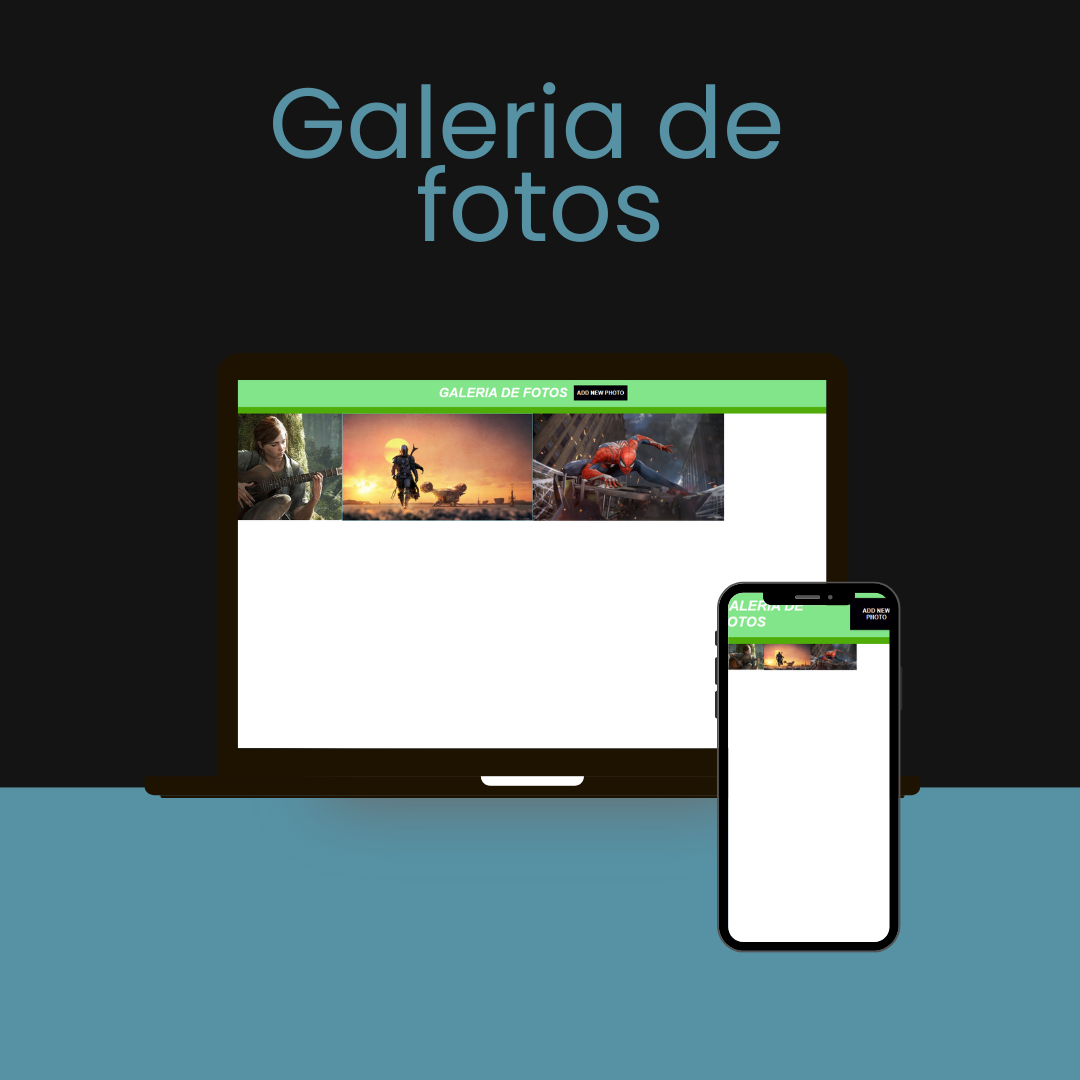 Galeria de
fotos
GALERIA DE FOTOS ADD NEW PHOTO
ALERIA DE
OTOS
ADD NEW
PHOTO